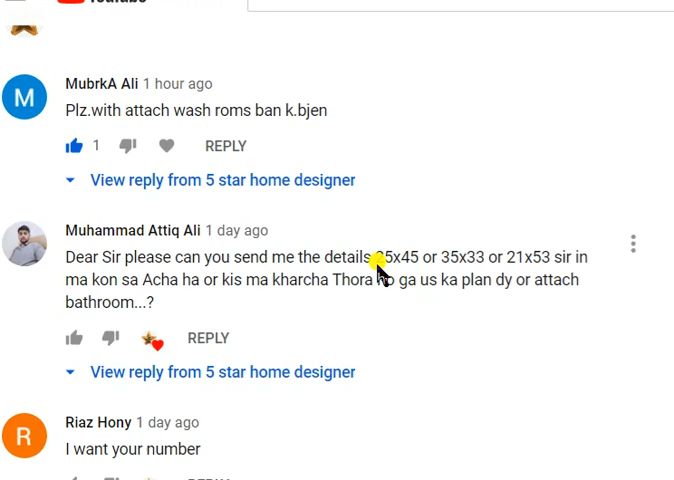 MubrkA Ali 1 hour ago
M
Plz.with attach wash roms ban k.bjen
1
REPLY
View reply from 5 star home designer
Muhammad Attiq Ali 1 day ago
Dear Sir please can you send me the details 25x45 or 35x33 or 21x53 sir in
ma kon sa Acha ha or kis ma kharcha Thora ho ga us ka plan dy or attach
bathroom...?
REPLY
View reply from 5 star home designer
Riaz Hony 1 day ago
R
I want your number